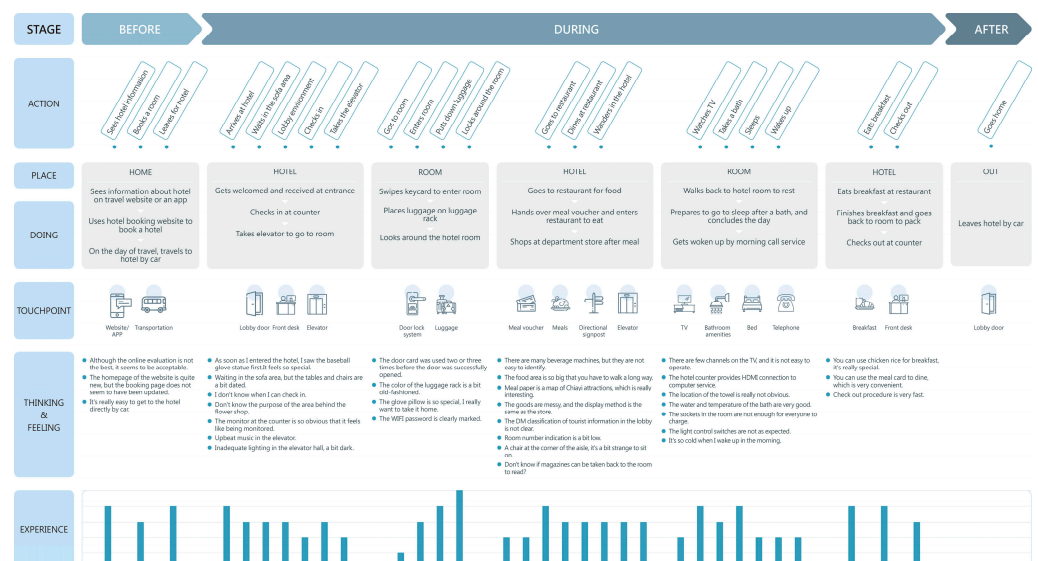 STAGE
BEFORE
DURING
AFTER
ACTION
Sees hotel information
Books a room
Leaves for hotel
Arrives at hotel
Waits in the sofa area
Lobby environment
Checks in
Takes the elevator
Got to room
Enters room
Puts down luggage
Locks around the room
Goes to restaurant
Dines at restaurant
Wanders in the hotel
Watches TV
Takes a bath
Sleeps
Wakes up
Eats breakfast
Checks out
Goes home
PLACE
HOME
HOTEL
ROOM
HOTEL
ROOM
HOTEL
OUT
DOING
Sees information about hotel
on travel website or an app
Uses hotel booking website to
book a hotel
On the day of travel, travels to
hotel by car
Gets welcomed and received at entrance
Checks in at counter
Takes elevator to go to room
Swipes keycard to enter room
Places luggage on luggage
rack
Looks around the hotel room
Goes to restaurant for food
Hands over meal voucher and enters
restaurant to eat
Shops at department store after meal
Walks back to hotel room to rest
Prepares to go to sleep after a bath, and
concludes the day
Gets woken up by morning call service
Eats breakfast at restaurant
Finishes breakfast and goes
back to room to pack
Checks out at counter
Leaves hotel by car
TOUCHPOINT
Website/
APP
Transportation
Lobby door
Front desk
Elevator
Door lock
system
Luggage
Meal voucher
Meals
Directional
signpost
Elevator
TV
Bathroom
amenities
Bed
Telephone
Breakfast
Front desk
Lobby door
THINKING
&
FEELING
Although the online evaluation is not
the best, it seems to be acceptable.
The homepage of the website is quite
new, but the booking page does not
seem to have been updated.
It's really easy to get to the hotel
directly by car.
As soon as I entered the hotel, I saw the baseball
glove statue first.It feels so special.
Waiting in the sofa area, but the tables and chairs are
a bit dated.
I don't know when I can check in.
Don't know the purpose of the area behind the
flower shop.
The monitor at the counter is so obvious that it feels
like being monitored.
Upbeat music in the elevator.
Inadequate lighting in the elevator hall, a bit dark.
The door card was used two or three
times before the door was successfully
opened.
The color of the luggage rack is a bit
old-fashioned.
The glove pillow is so special, I really
want to take it home.
The WIFI password is clearly marked.
There are many beverage machines, but they are not
easy to identify.
The food area is so big that you have to walk a long way.
Meal paper is a map of Chiayi attractions, which is really
interesting.
The goods are messy, and the display method is the
same as the store.
The DM classification of tourist information in the lobby
is not clear.
Room number indication is a bit low.
A chair at the corner of the aisle, it's a bit strange to sit
on.
Don't know if magazines can be taken back to the room
to read?
There are few channels on the TV, and it is not easy to
operate.
The hotel counter provides HDMI connection to
computer service.
The location of the towel is really not obvious.
The water and temperature of the bath are very good.
The sockets in the room are not enough for everyone to
charge.
The light control switches are not as expected.
It's so cold when I wake up in the morning.
You can use chicken rice for breakfast,
it's really special.
You can use the meal card to dine,
which is very convenient.
Check out procedure is very fast.
EXPERIENCE